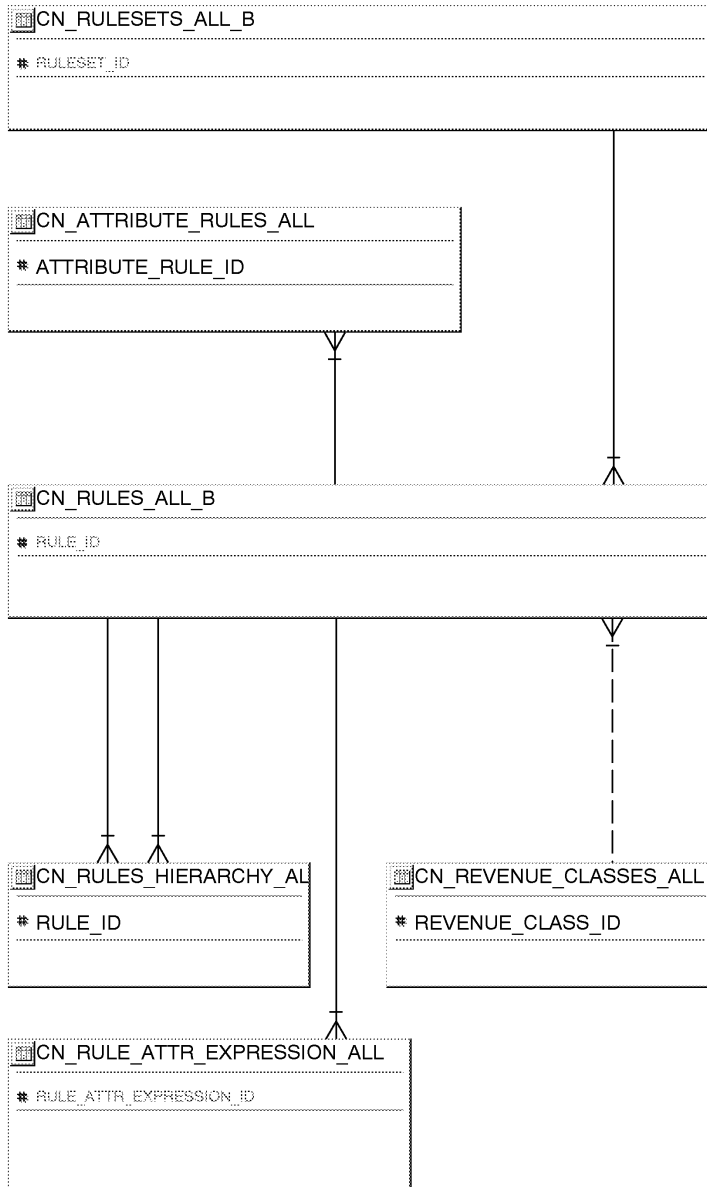 CN_RULESETS_ALL_B
# RULESET_ID
CN_ATTRIBUTE_RULES_ALL
# ATTRIBUTE_RULE_ID
CN_RULES_ALL_B
# RULE_ID
CN_RULES_HIERARCHY_AL
# RULE_ID
CN_REVENUE_CLASSES_ALL
# REVENUE_CLASS_ID
CN_RULE_ATTR_EXPRESSION_ALL
# RULE_ATTR_EXPRESSION_ID